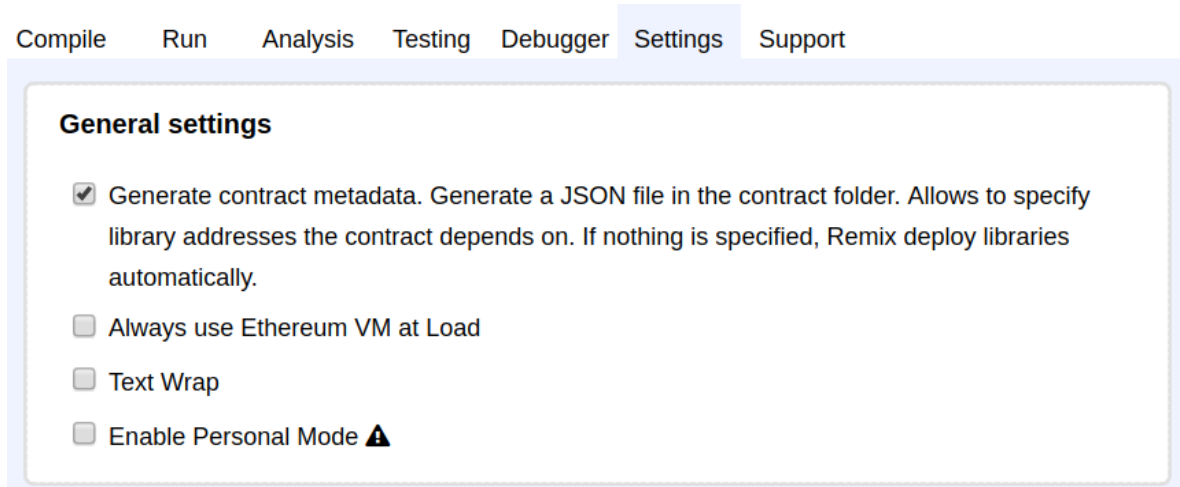 Compile Run Analysis Testing Debugger Settings Support
General settings
Generate contract metadata. Generate a JSON file in the contract folder. Allows to specify
library addresses the contract depends on. If nothing is specified, Remix deploy libraries
automatically.
Always use Ethereum VM at Load
Text Wrap
Enable Personal Mode